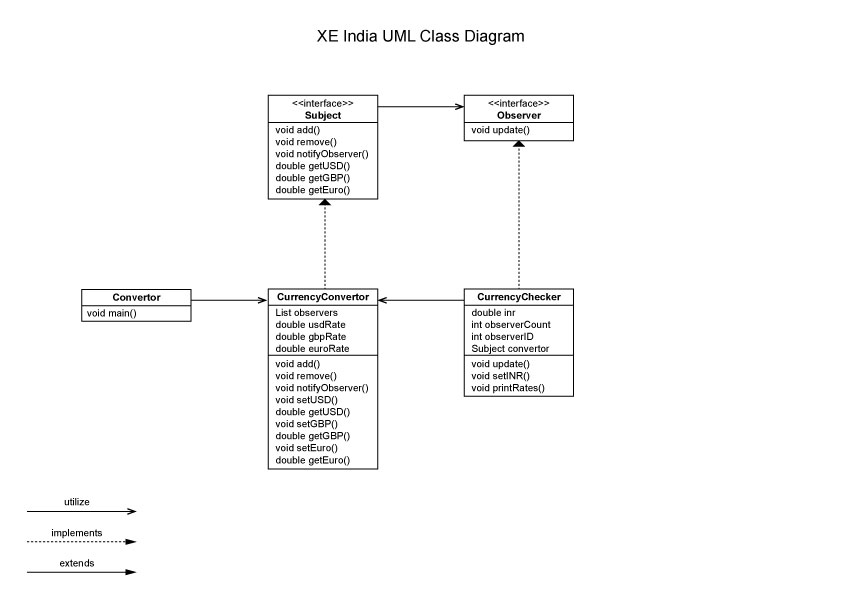 XE India UML Class Diagram
<<interface>>
Subject
void add()
void remove()
void notifyObserver()
double getUSD()
double getGBP()
double getEuro()
<<interface>>
Observer
void update()
Convertor
void main()
CurrencyConvertor
List observers
double usdRate
double gbpRate
double euroRate
void add()
void remove()
void notifyObserver()
void setUSD()
double getUSD()
void setGBP()
double getGBP()
void setEuro()
double getEuro()
CurrencyChecker
double inr
int observerCount
int observerID
Subject convertor
void update()
void setINR()
void printRates()
utilize
implements
extends